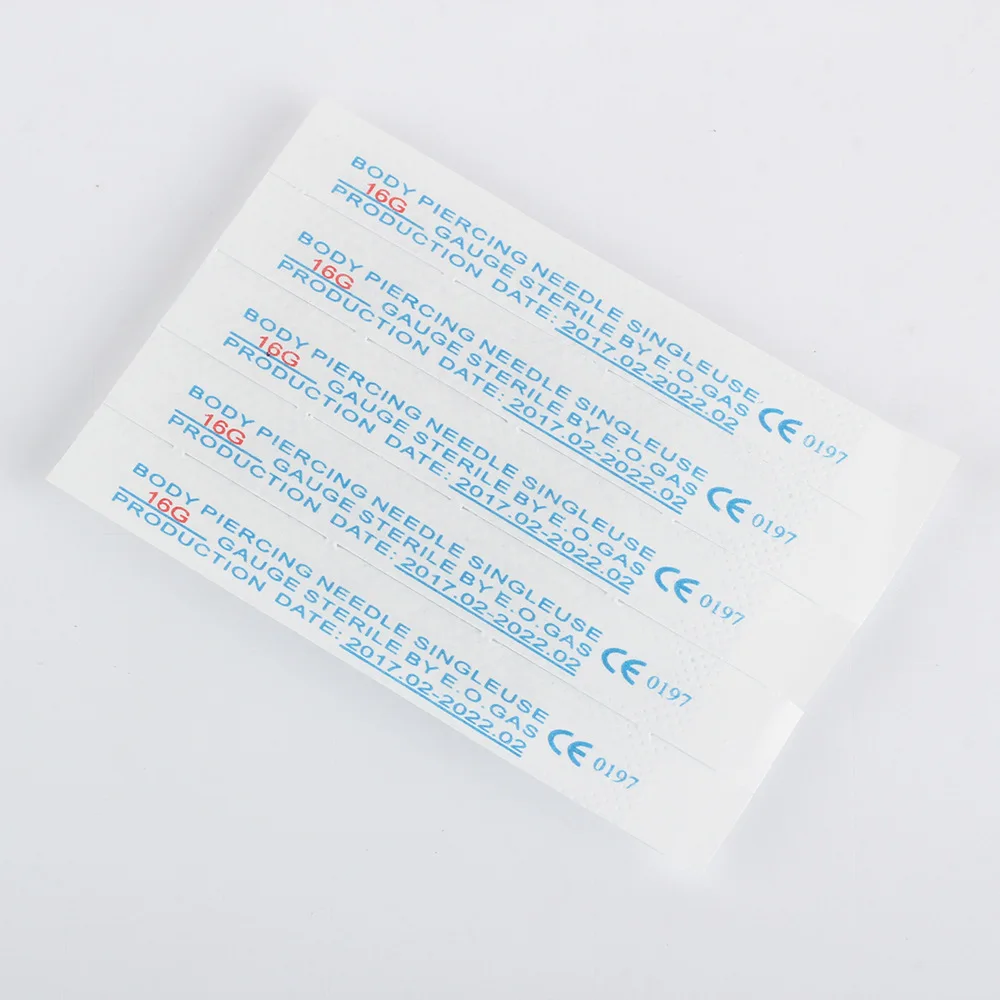 BODY PIERCING NEEDLE SINGLEUSE
16G GAUGE STERILE BY E.O.GAS
PRODUCTION DATE: 2017.02-2022.02
CE 0197
BODY PIERCING NEEDLE SINGLEUSE
16G GAUGE STERILE BY E.O.GAS
PRODUCTION DATE: 2017.02-2022.02
CE 0197
BODY PIERCING NEEDLE SINGLEUSE
16G GAUGE STERILE BY E.O.GAS
PRODUCTION DATE: 2017.02-2022.02
CE 0197
BODY PIERCING NEEDLE SINGLEUSE
16G GAUGE STERILE BY E.O.GAS
PRODUCTION DATE: 2017.02-2022.02
CE 0197
BODY PIERCING NEEDLE SINGLEUSE
16G GAUGE STERILE BY E.O.GAS
PRODUCTION DATE: 2017.02-2022.02
CE 0197